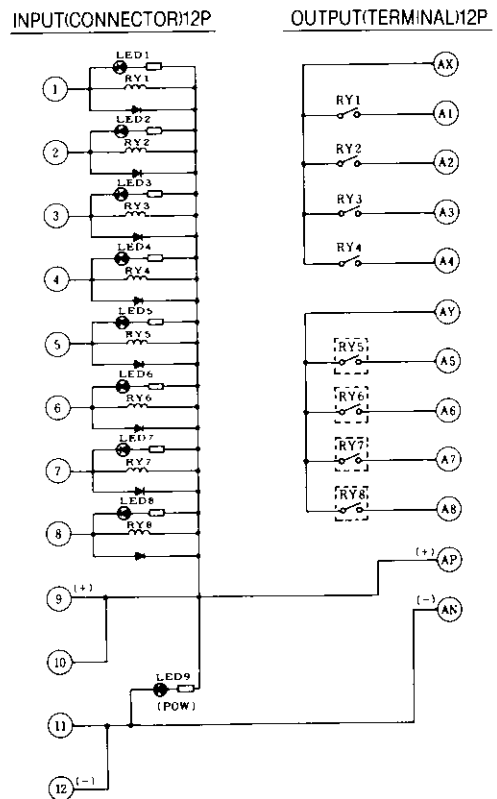 INPUT(CONNECTOR)12P
OUTPUT(TERMINAL)12P
LED1
RY1
1
LED2
RY2
2
LED3
RY3
3
LED4
RY4
4
LED5
RY5
5
LED6
RY6
6
LED7
RY7
7
LED8
RY8
8
9 (+)
10
LED9
(POW)
11
12 (-)
AX
RY1
A1
RY2
A2
RY3
A3
RY4
A4
AY
RY5
A5
RY6
A6
RY7
A7
RY8
A8
(+) AP
(-) AN